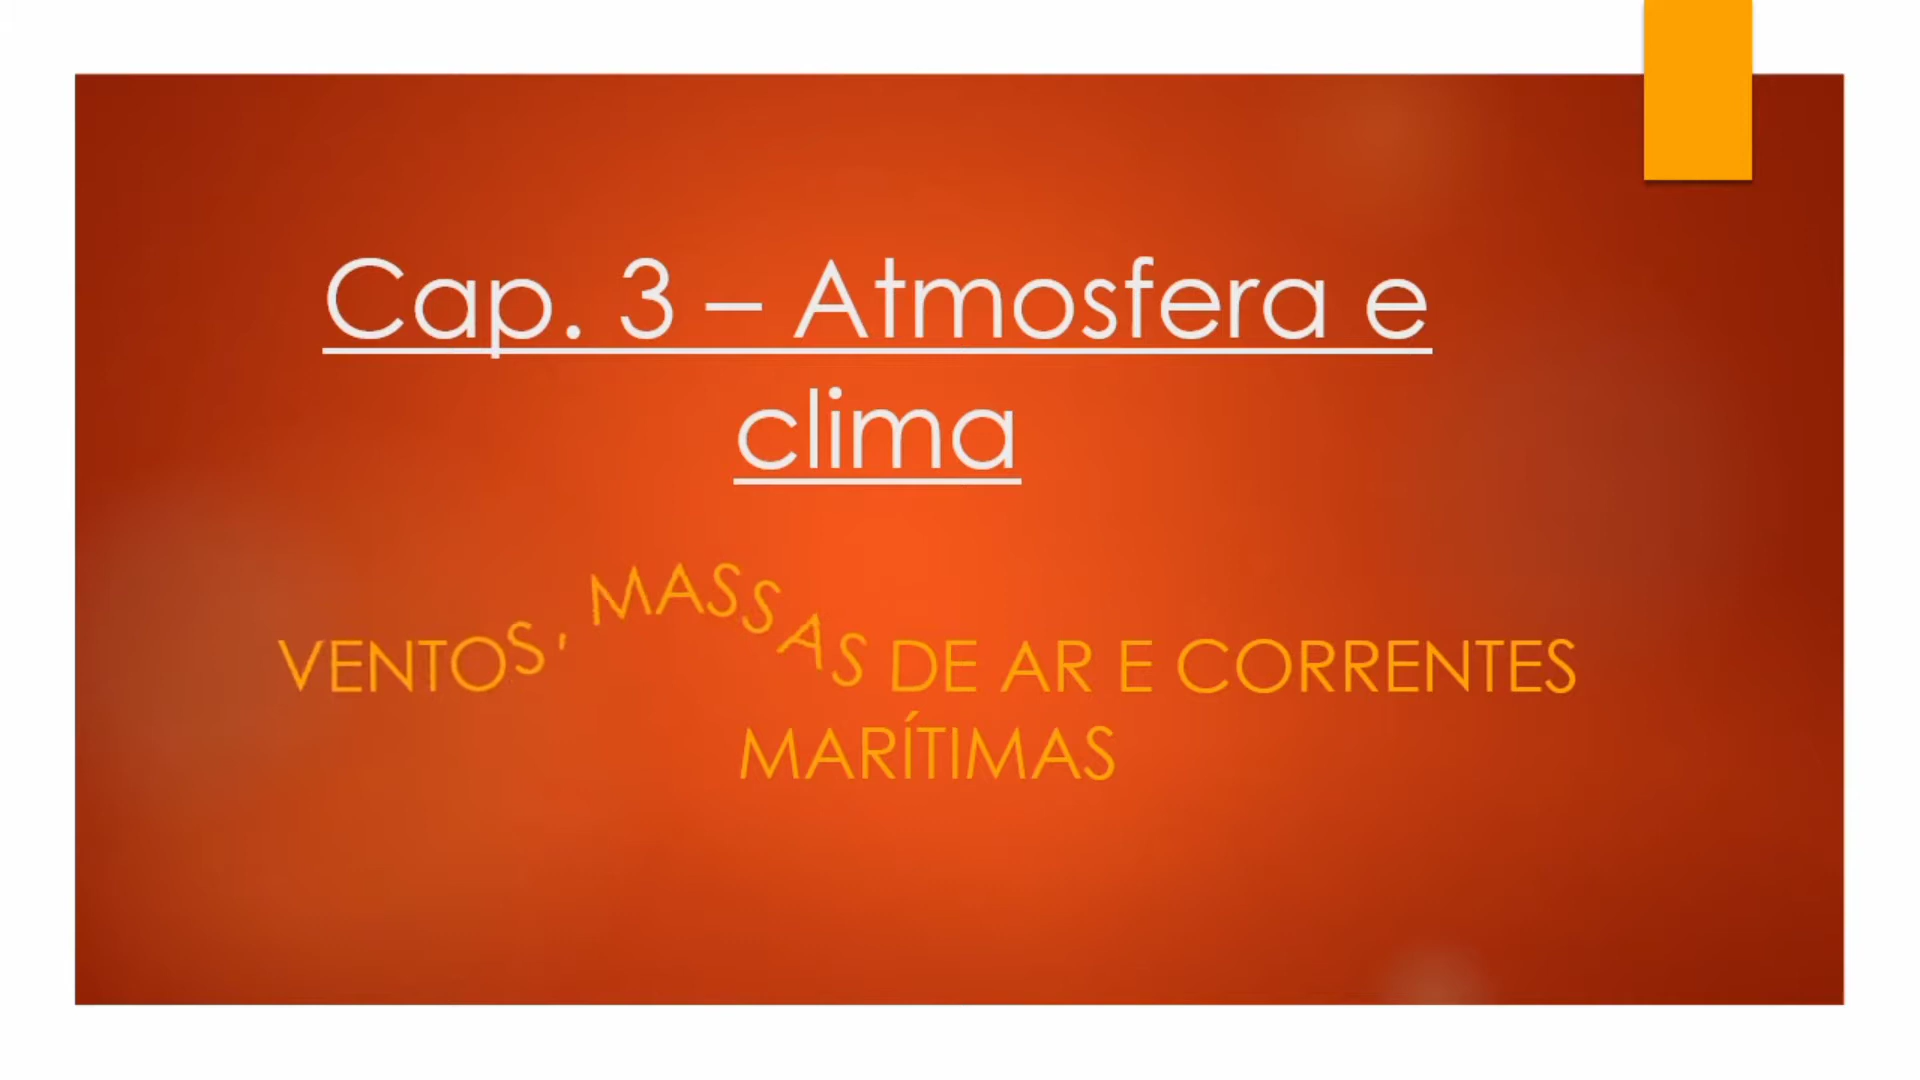 Cap. 3 – Atmosfera e
clima
VENTOS, MASSAS DE AR E CORRENTES
MARÍTIMAS